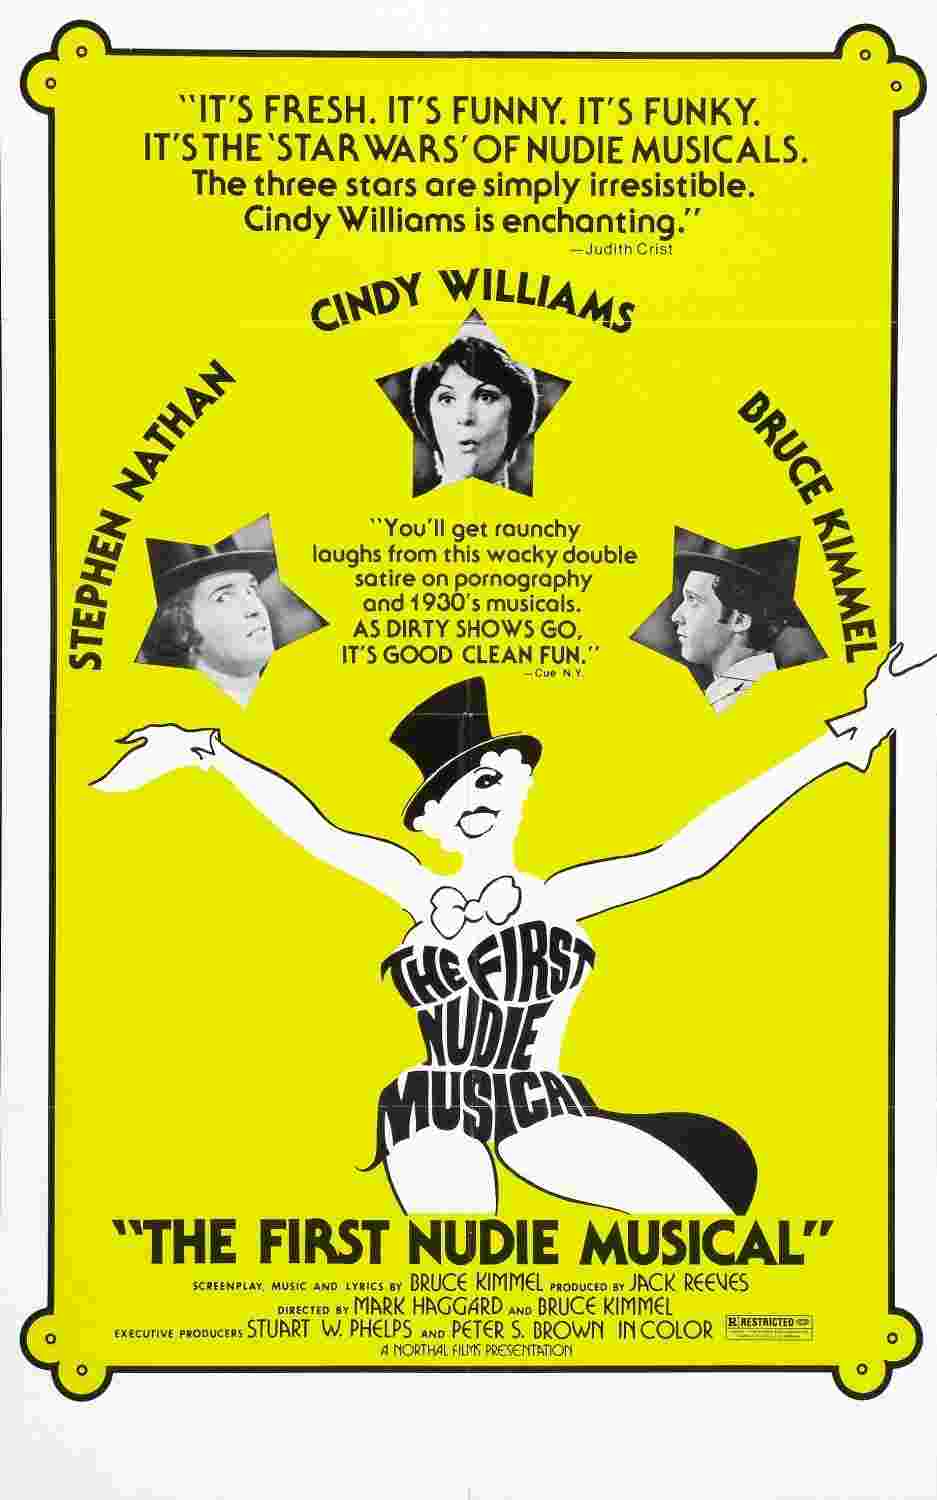 "IT'S FRESH. IT'S FUNNY. IT'S FUNKY.
IT'S THE 'STAR WARS' OF NUDIE MUSICALS.
The three stars are simply irresistible.
Cindy Williams is enchanting."
—Judith Crist
CINDY WILLIAMS
STEPHEN NATHAN
BRUCE KIMMEL
"You'll get raunchy
laughs from this wacky double
satire on pornography
and 1930's musicals.
AS DIRTY SHOWS GO,
IT'S GOOD CLEAN FUN."
—Cue N.Y.
THE FIRST
NUDIE
MUSICAL
"THE FIRST NUDIE MUSICAL"
SCREENPLAY, MUSIC AND LYRICS BY BRUCE KIMMEL PRODUCED BY JACK REEVES
DIRECTED BY MARK HAGGARD AND BRUCE KIMMEL
EXECUTIVE PRODUCERS STUART W. PHELPS AND PETER S. BROWN IN COLOR
R RESTRICTED
A NORTHAL FILMS PRESENTATION